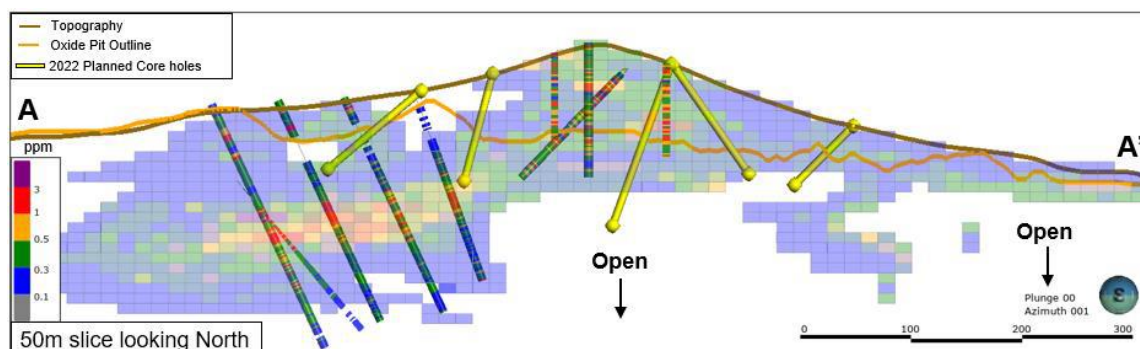 Topography
Oxide Pit Outline
2022 Planned Core holes
A
A'
ppm
3
1
0.5
0.3
0.1
Open
Open
Plunge 00
Azimuth 001
S
0 100 200 300
50m slice looking North